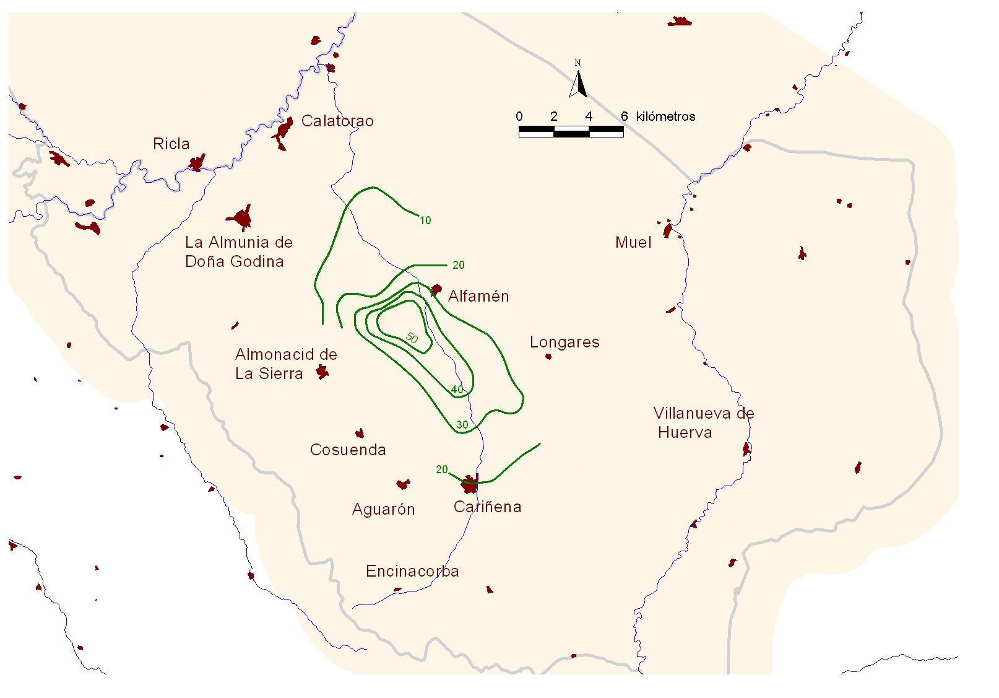 N
0 2 4 6 kilómetros
Calatorao
Ricla
10
La Almunia de
Doña Godina
Muel
20
Alfamén
50
Longares
Almonacid de
La Sierra
40
Villanueva de
Huerva
30
Cosuenda
20
Aguarón
Cariñena
Encinacorba